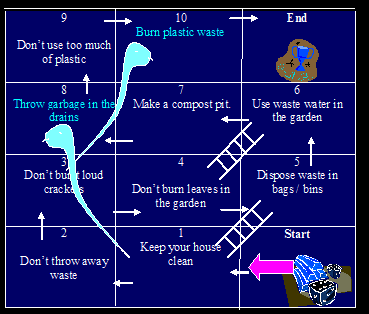 9
Don't use too much
of plastic
10
Burn plastic waste
End
8
Throw garbage in the
drains
7
Make a compost pit.
6
Use waste water in
the garden
3
Don't burst loud
crackers
4
Don't burn leaves in
the garden
5
Dispose waste in
bags / bins
2
Don't throw away
waste
1
Keep your house
clean
Start